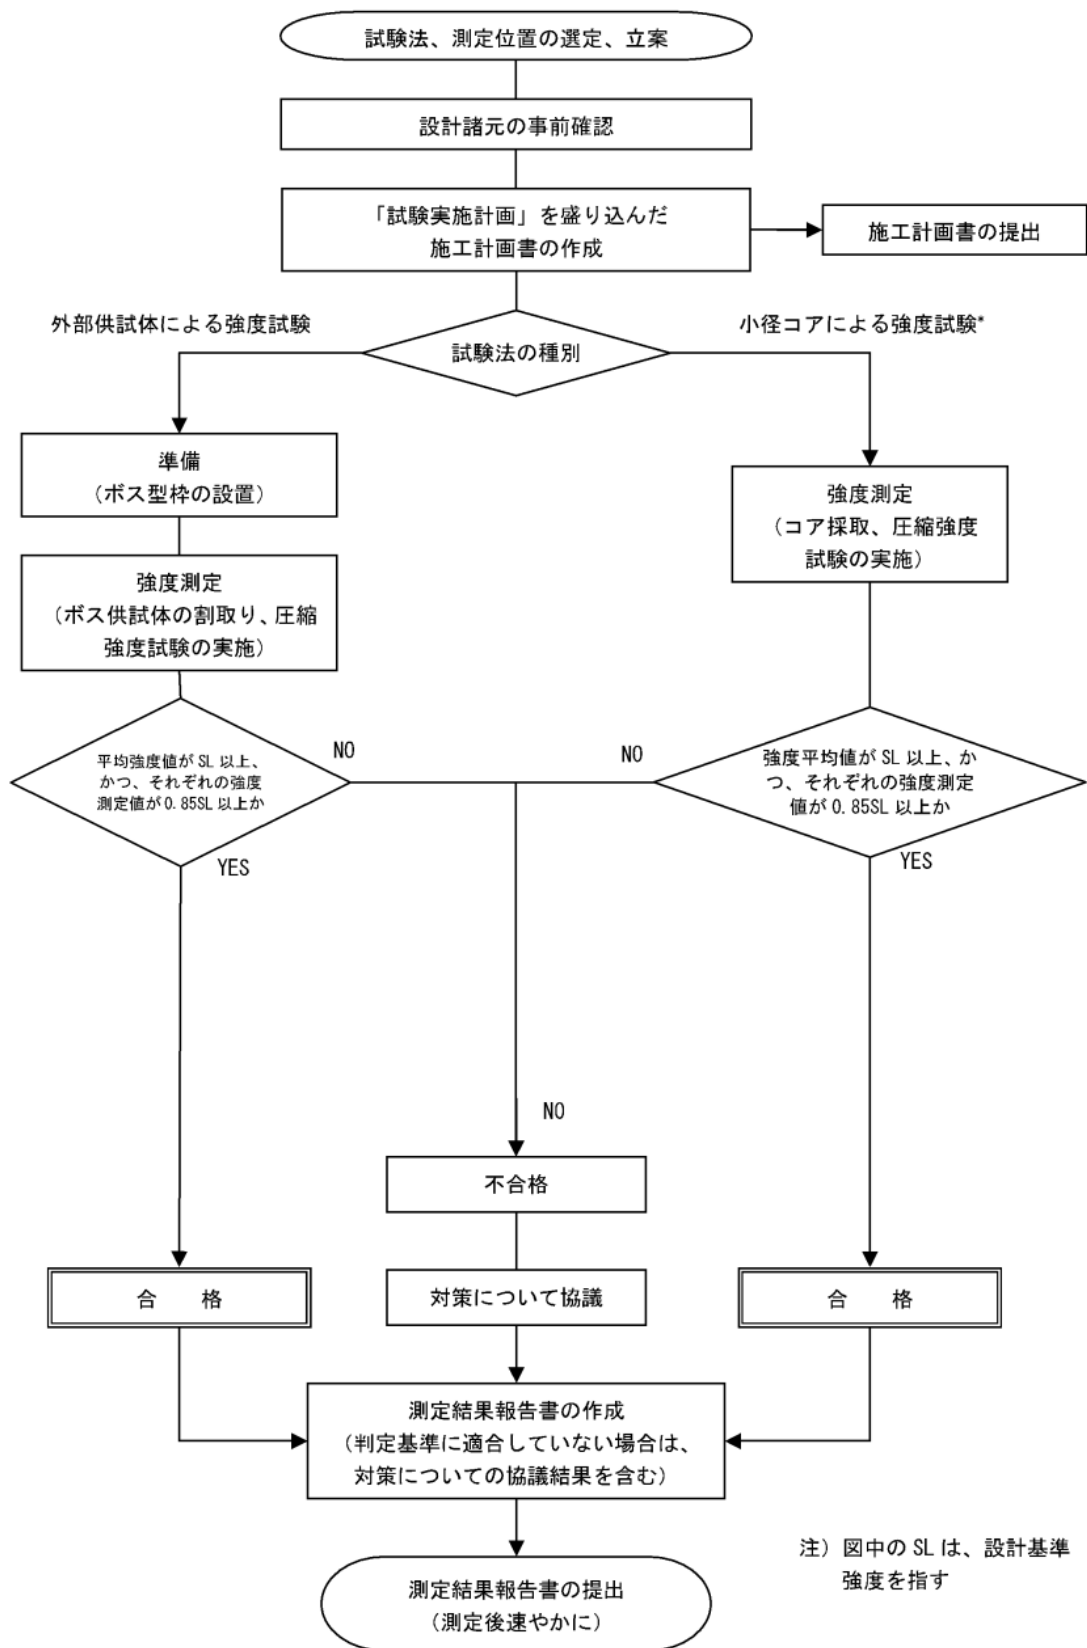 試験法、測定位置の選定、立案
設計諸元の事前確認
「試験実施計画」を盛り込んだ
施工計画書の作成
施工計画書の提出
外部供試体による強度試験
小径コアによる強度試験*
試験法の種別
準備
(ボス型枠の設置)
強度測定
(ボス供試体の割取り、圧縮
強度試験の実施)
強度測定
(コア採取、圧縮強度
試験の実施)
平均強度値が SL 以上、
かつ、それぞれの強度
測定値が 0.85SL 以上か
NO
NO
強度平均値が SL 以上、か
つ、それぞれの強度測定
値が 0.85SL 以上か
YES
YES
NO
不合格
合　　格
対策について協議
合　　格
測定結果報告書の作成
(判定基準に適合していない場合は、
対策についての協議結果を含む)
測定結果報告書の提出
(測定後速やかに)
注) 図中の SL は、設計基準
強度を指す